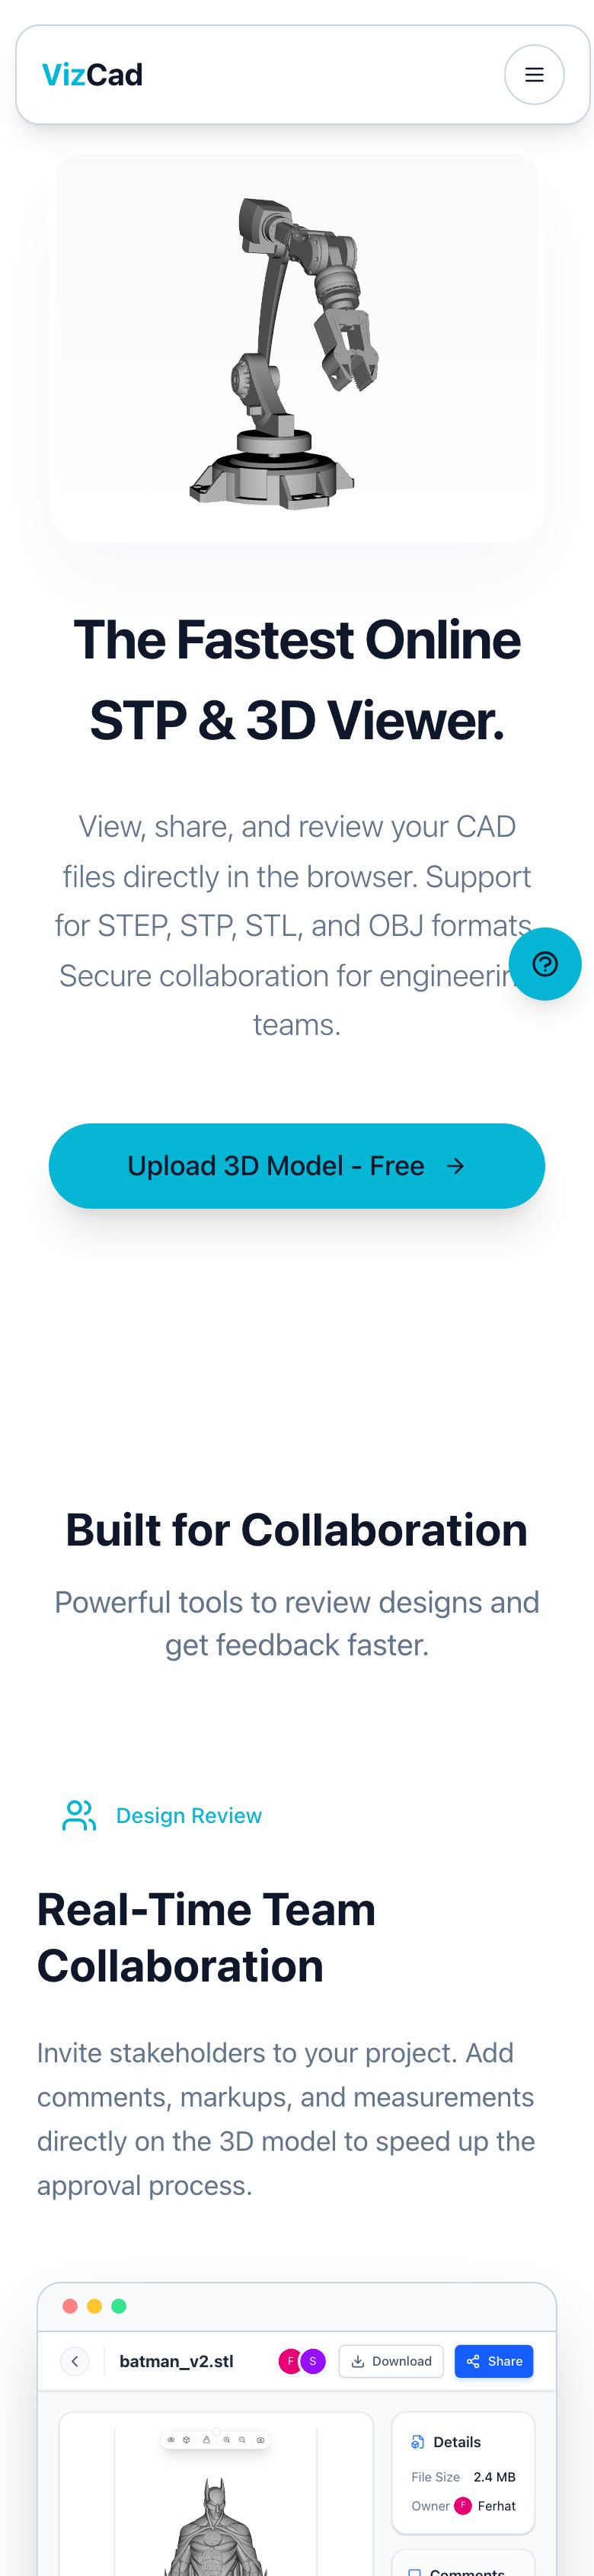 VizCad
The Fastest Online
STP & 3D Viewer.
View, share, and review your CAD
files directly in the browser. Support
for STEP, STP, STL, and OBJ formats.
Secure collaboration for
teams.
Upload 3D Model - Free
Built for Collaboration
Powerful tools to review designs and
get feedback faster.
Design Review
Real-Time Team
Collaboration
Invite stakeholders to your project. Add
comments, markups, and measurements
directly on the 3D model to speed up the
approval process.
batman_v2.stl
F
S
Download
Share
Details
File Size 2.4 MB
Owner F Ferhat
Comments